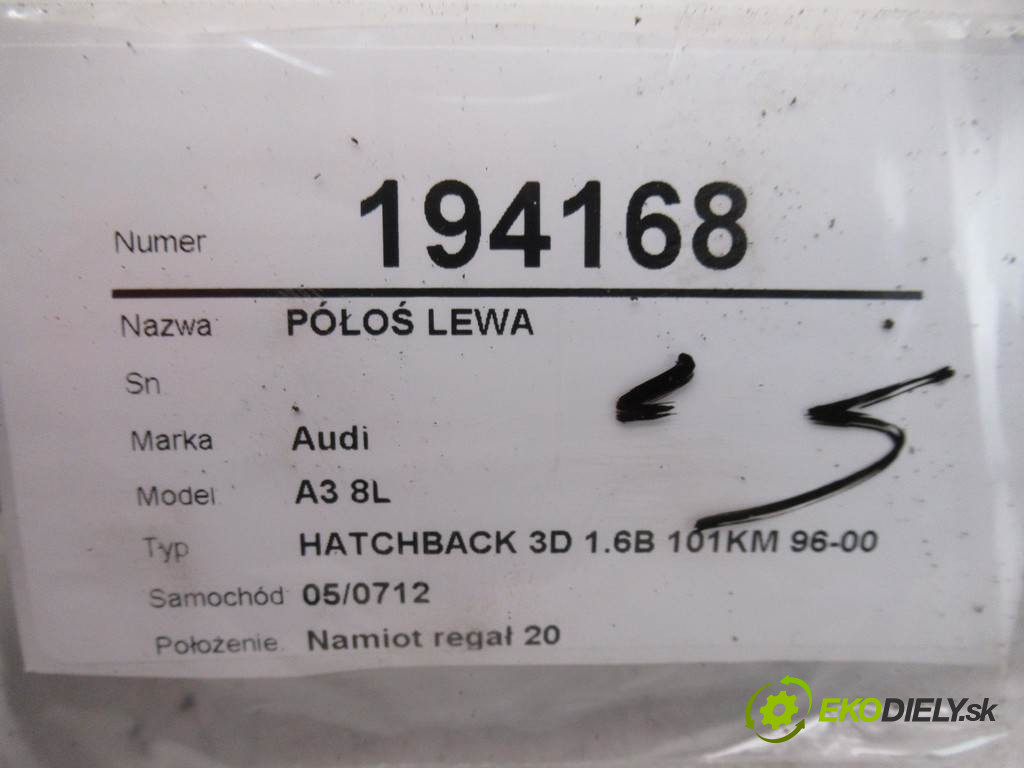 Numer 194168
Nazwa PÓŁOŚ LEWA
Sn
Marka Audi
Model A3 8L
Typ HATCHBACK 3D 1.6B 101KM 96-00
Samochód 05/0712
Położenie Namiot regał 20
EKODIELY.sk